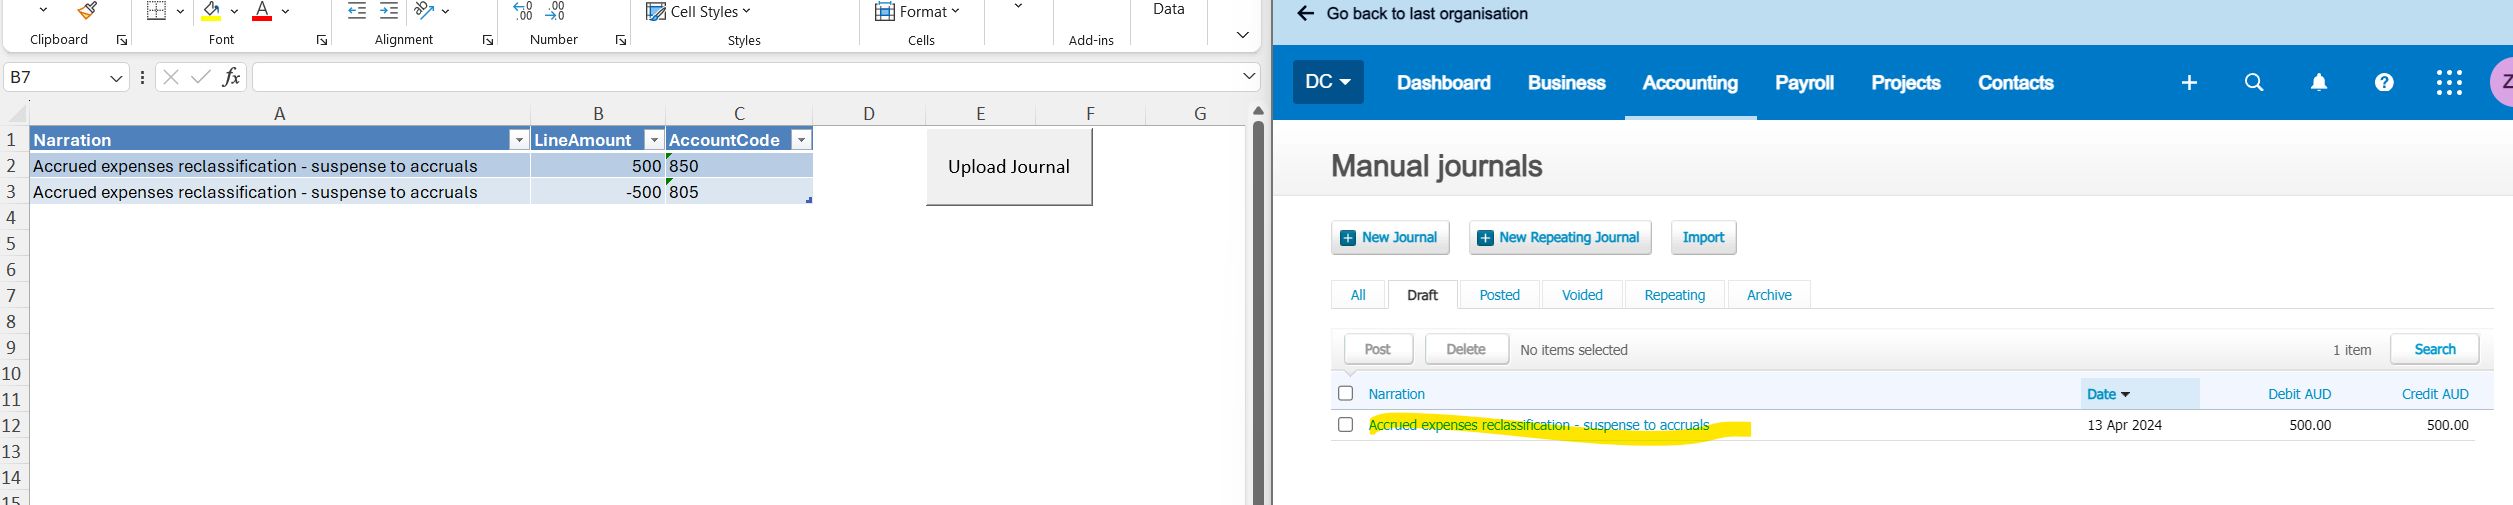 Cell Styles
Format
Data
Clipboard
Font
Alignment
Number
Styles
Cells
Add-ins
B7
fx
A B C D E F G
1 Narration LineAmount AccountCode
2 Accrued expenses reclassification - suspense to accruals 500 850
3 Accrued expenses reclassification - suspense to accruals -500 805
Upload Journal
4
5
6
7
8
9
10
11
12
13
14
15
Go back to last organisation
DC Dashboard Business Accounting Payroll Projects Contacts Z
Manual journals
New Journal New Repeating Journal Import
All Draft Posted Voided Repeating Archive
Post Delete No items selected 1 item Search
Narration Date Debit AUD Credit AUD
Accrued expenses reclassification - suspense to accruals 13 Apr 2024 500.00 500.00